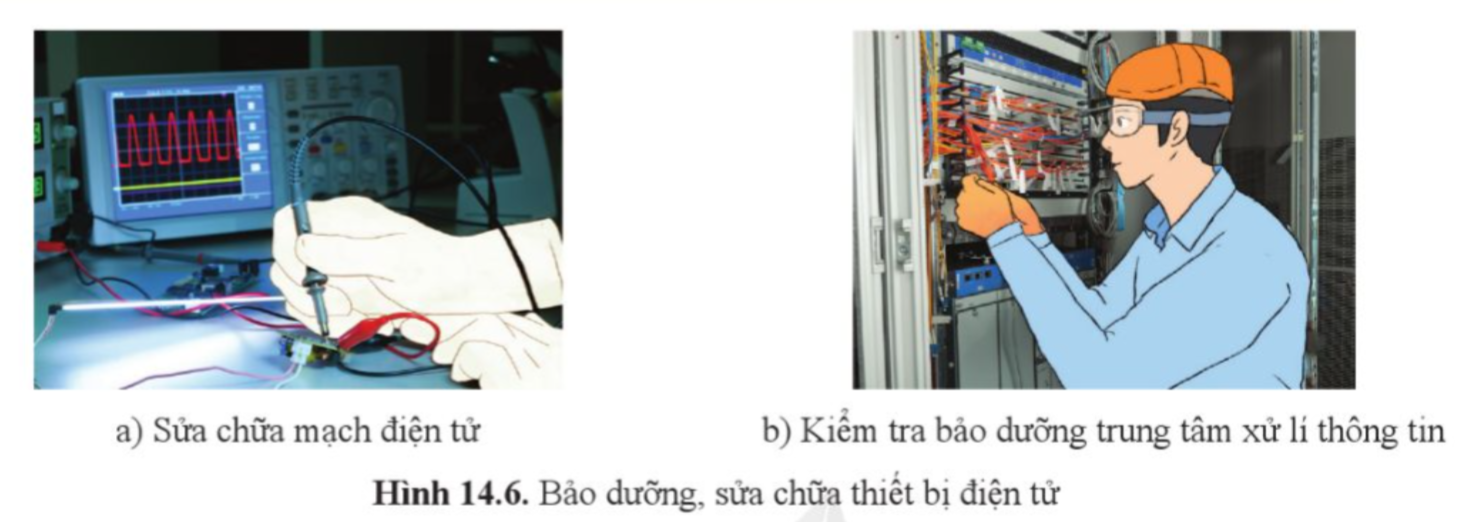 a) Sửa chữa mạch điện tử
b) Kiểm tra bảo dưỡng trung tâm xử lí thông tin
Hình 14.6. Bảo dưỡng, sửa chữa thiết bị điện tử